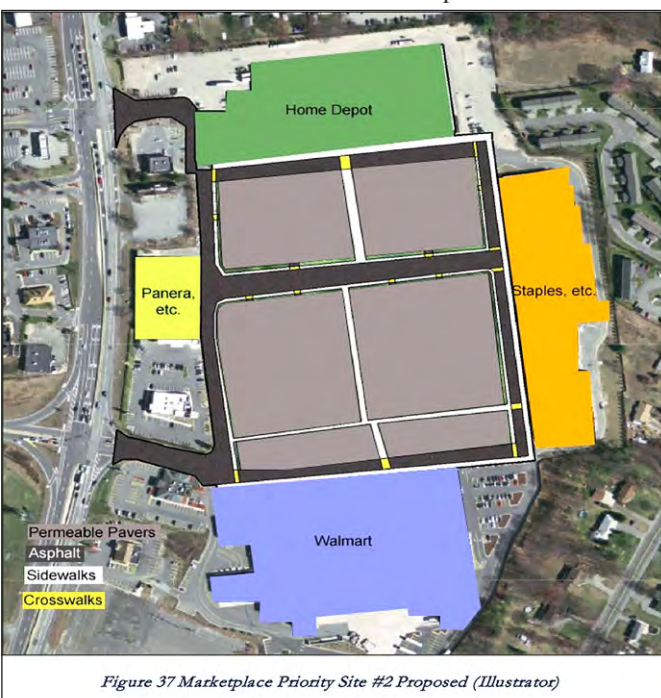 Home Depot
Panera,
etc.
Staples, etc.
Walmart
Permeable Pavers
Asphalt
Sidewalks
Crosswalks
Figure 37 Marketplace Priority Site #2 Proposed (Illustrator)